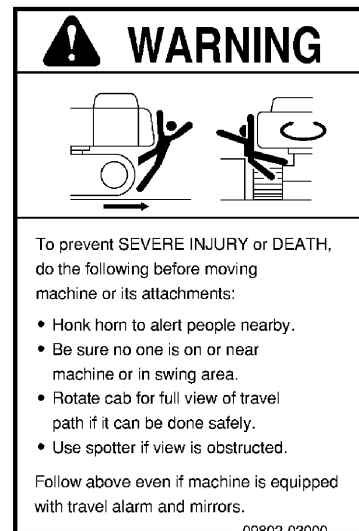 WARNING
To prevent SEVERE INJURY or DEATH,
do the following before moving
machine or its attachments:
• Honk horn to alert people nearby.
• Be sure no one is on or near
machine or in swing area.
• Rotate cab for full view of travel
path if it can be done safely.
• Use spotter if view is obstructed.
Follow above even if machine is equipped
with travel alarm and mirrors.
09802-03000